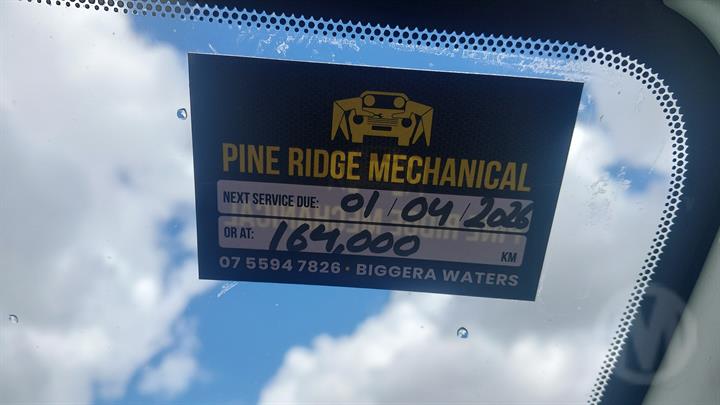 PINE RIDGE MECHANICAL
NEXT SERVICE DUE: 01/04/2026
OR AT: 164,000 KM
07 5594 7826 • BIGGERA WATERS